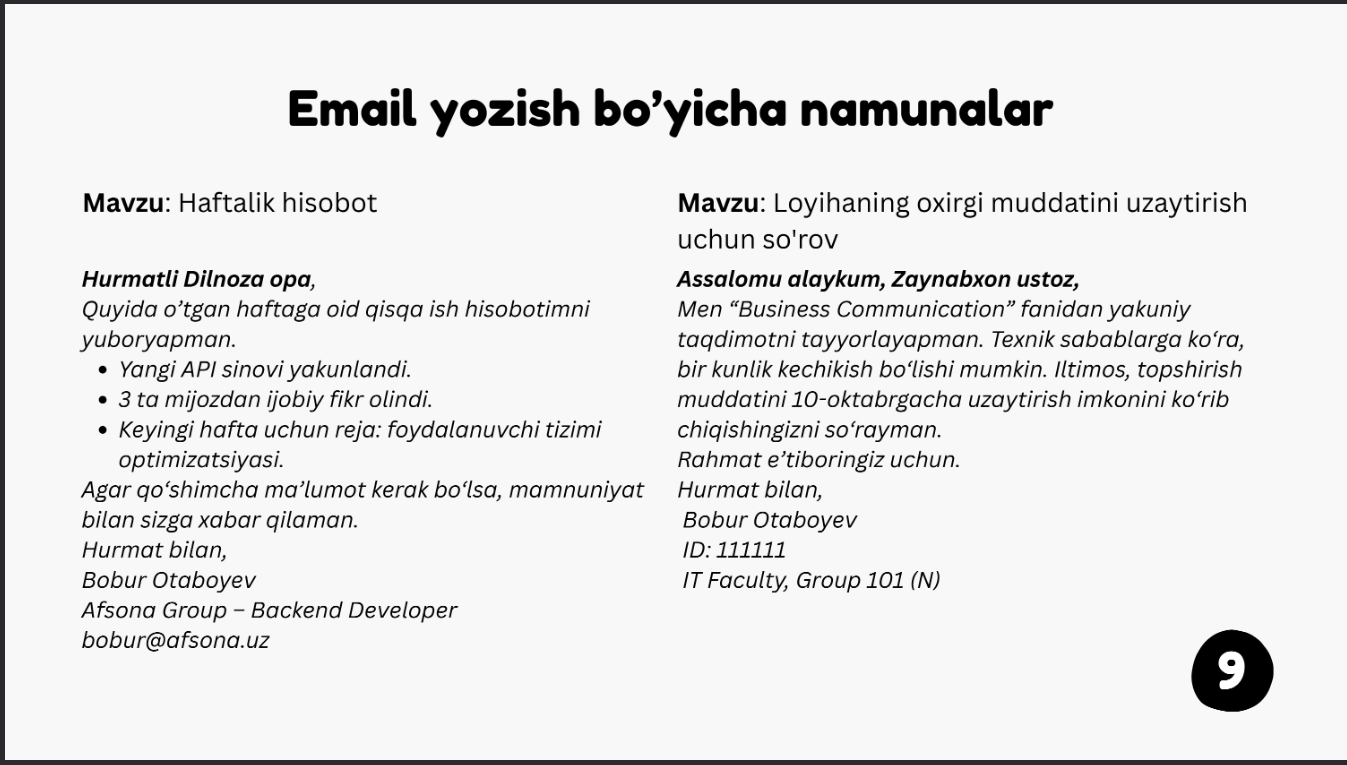 Email yozish bo’yicha namunalar
Mavzu: Haftalik hisobot
Hurmatli Dilnoza opa,
Quyida o’tgan haftaga oid qisqa ish hisobotimni
yuboryapman.
• Yangi API sinovi yakunlandi.
• 3 ta mijozdan ijobiy fikr olindi.
• Keyingi hafta uchun reja: foydalanuvchi tizimi
optimizatsiyasi.
Agar qo‘shimcha ma’lumot kerak bo‘lsa, mamnuniyat
bilan sizga xabar qilaman.
Hurmat bilan,
Bobur Otaboyev
Afsona Group – Backend Developer
bobur@afsona.uz
Mavzu: Loyihaning oxirgi muddatini uzaytirish
uchun so'rov
Assalomu alaykum, Zaynabxon ustoz,
Men “Business Communication” fanidan yakuniy
taqdimotni tayyorlayapman. Texnik sabablarga ko‘ra,
bir kunlik kechikish bo‘lishi mumkin. Iltimos, topshirish
muddatini 10-oktabrgacha uzaytirish imkonini ko‘rib
chiqishingizni so‘rayman.
Rahmat e’tiboringiz uchun.
Hurmat bilan,
Bobur Otaboyev
ID: 111111
IT Faculty, Group 101 (N)
9